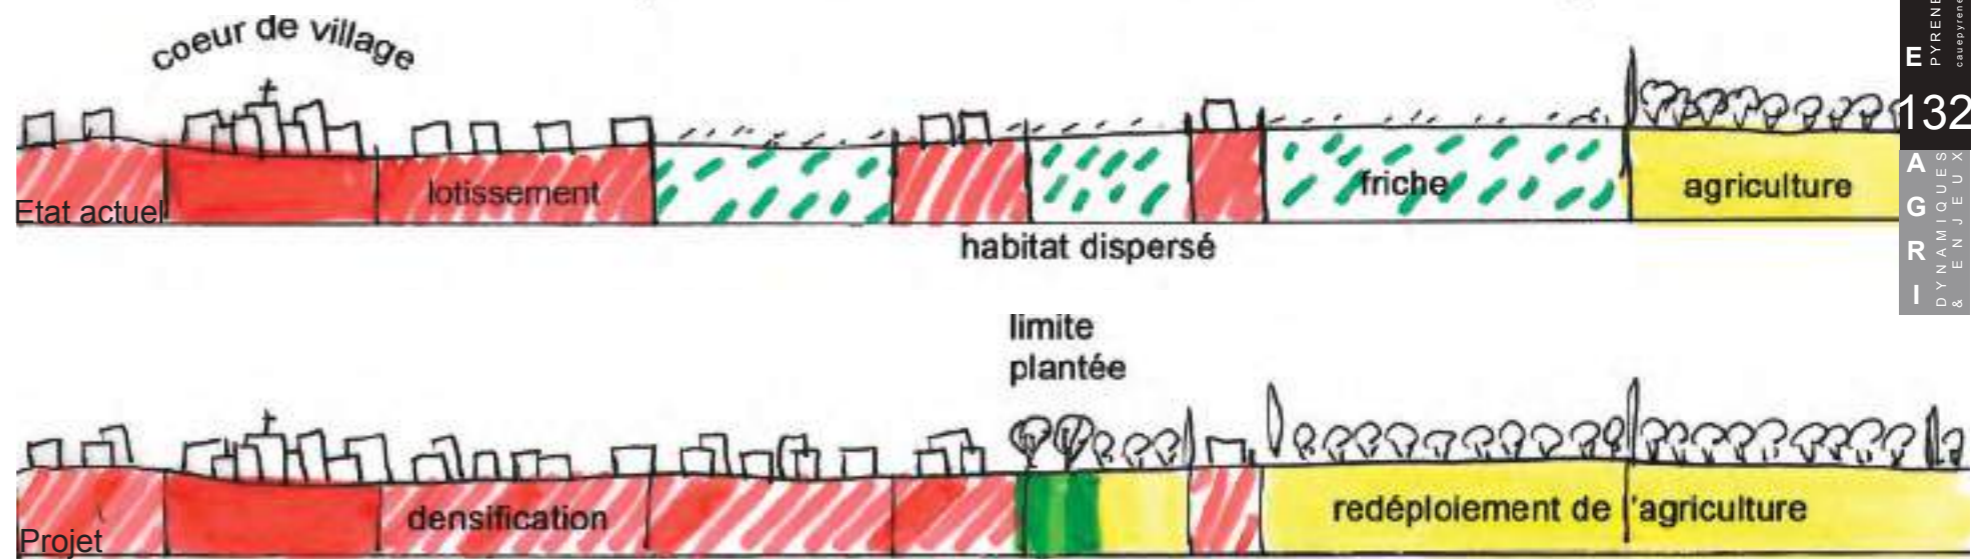 coeur de village
Etat actuel
lotissement
friche
agriculture
habitat dispersé
limite
plantée
Projet
densification
redéploiement de l'agriculture
E
PYRENE
cauepyrene
132
A
G
R
I
DYNAMIQUES
& ENJEUX